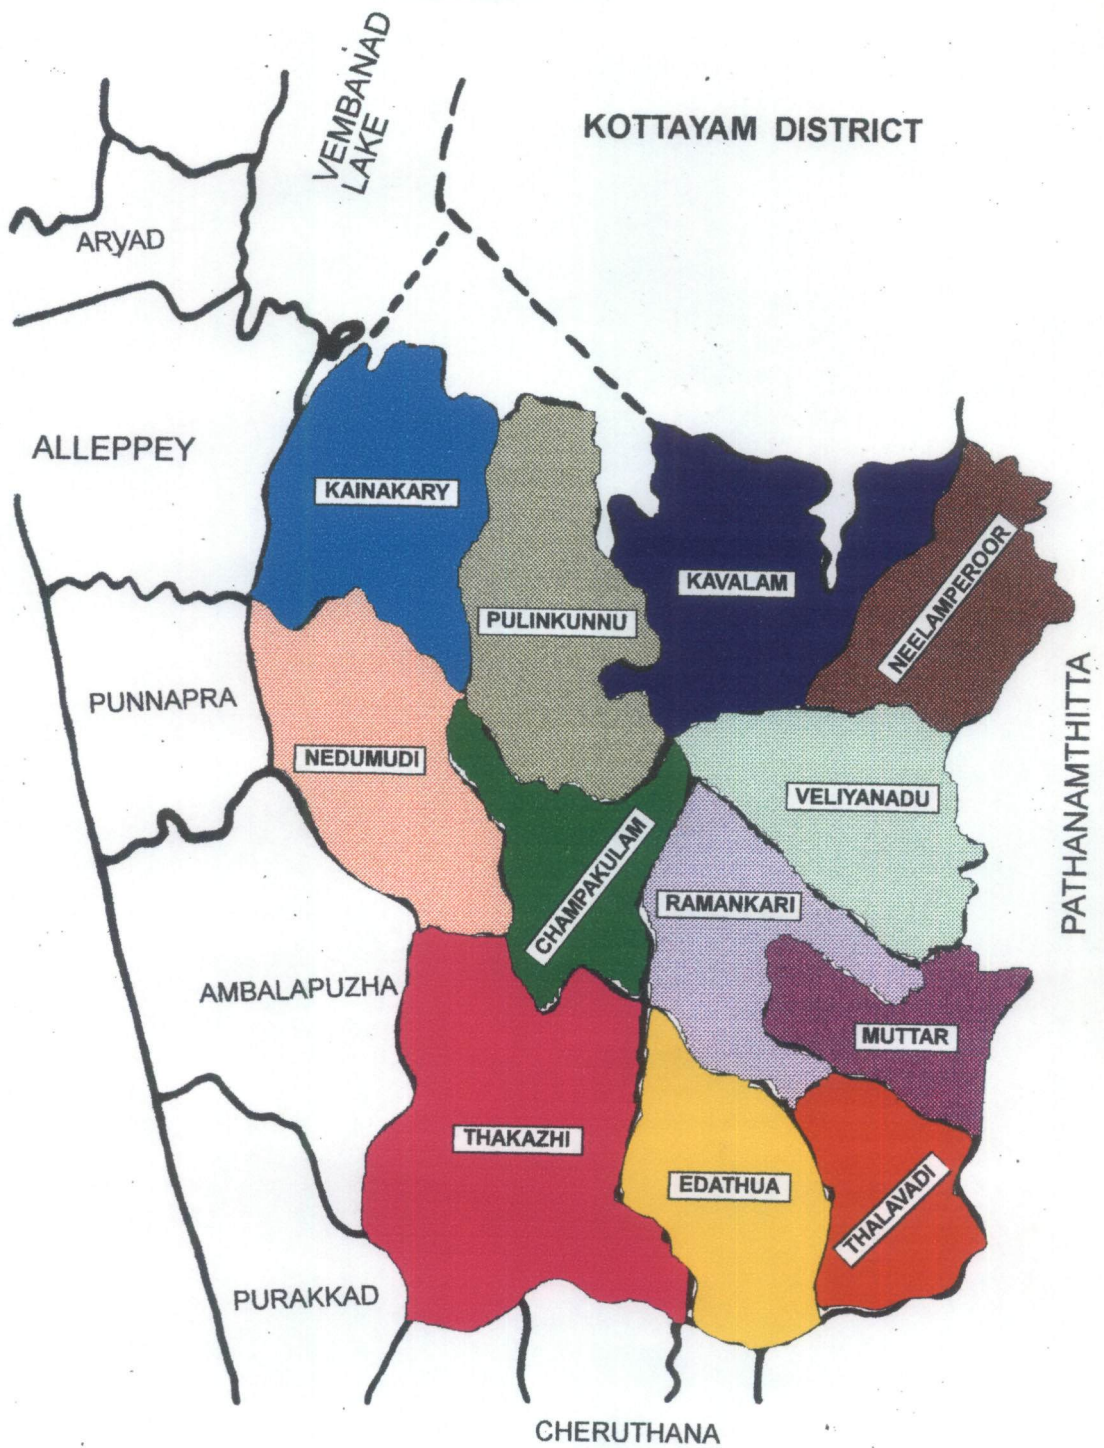 VEMBANAD
LAKE
KOTTAYAM DISTRICT
ARYAD
ALLEPPEY
KAINAKARY
KAVALAM
NEELAMPEROOR
PULINKUNNU
PUNNAPRA
NEDUMUDI
VELIYANADU
PATHANAMTHITTA
CHAMPAKULAM
RAMANKARI
AMBALAPUZHA
MUTTAR
THAKAZHI
EDATHUA
THALAVADI
PURAKKAD
CHERUTHANA